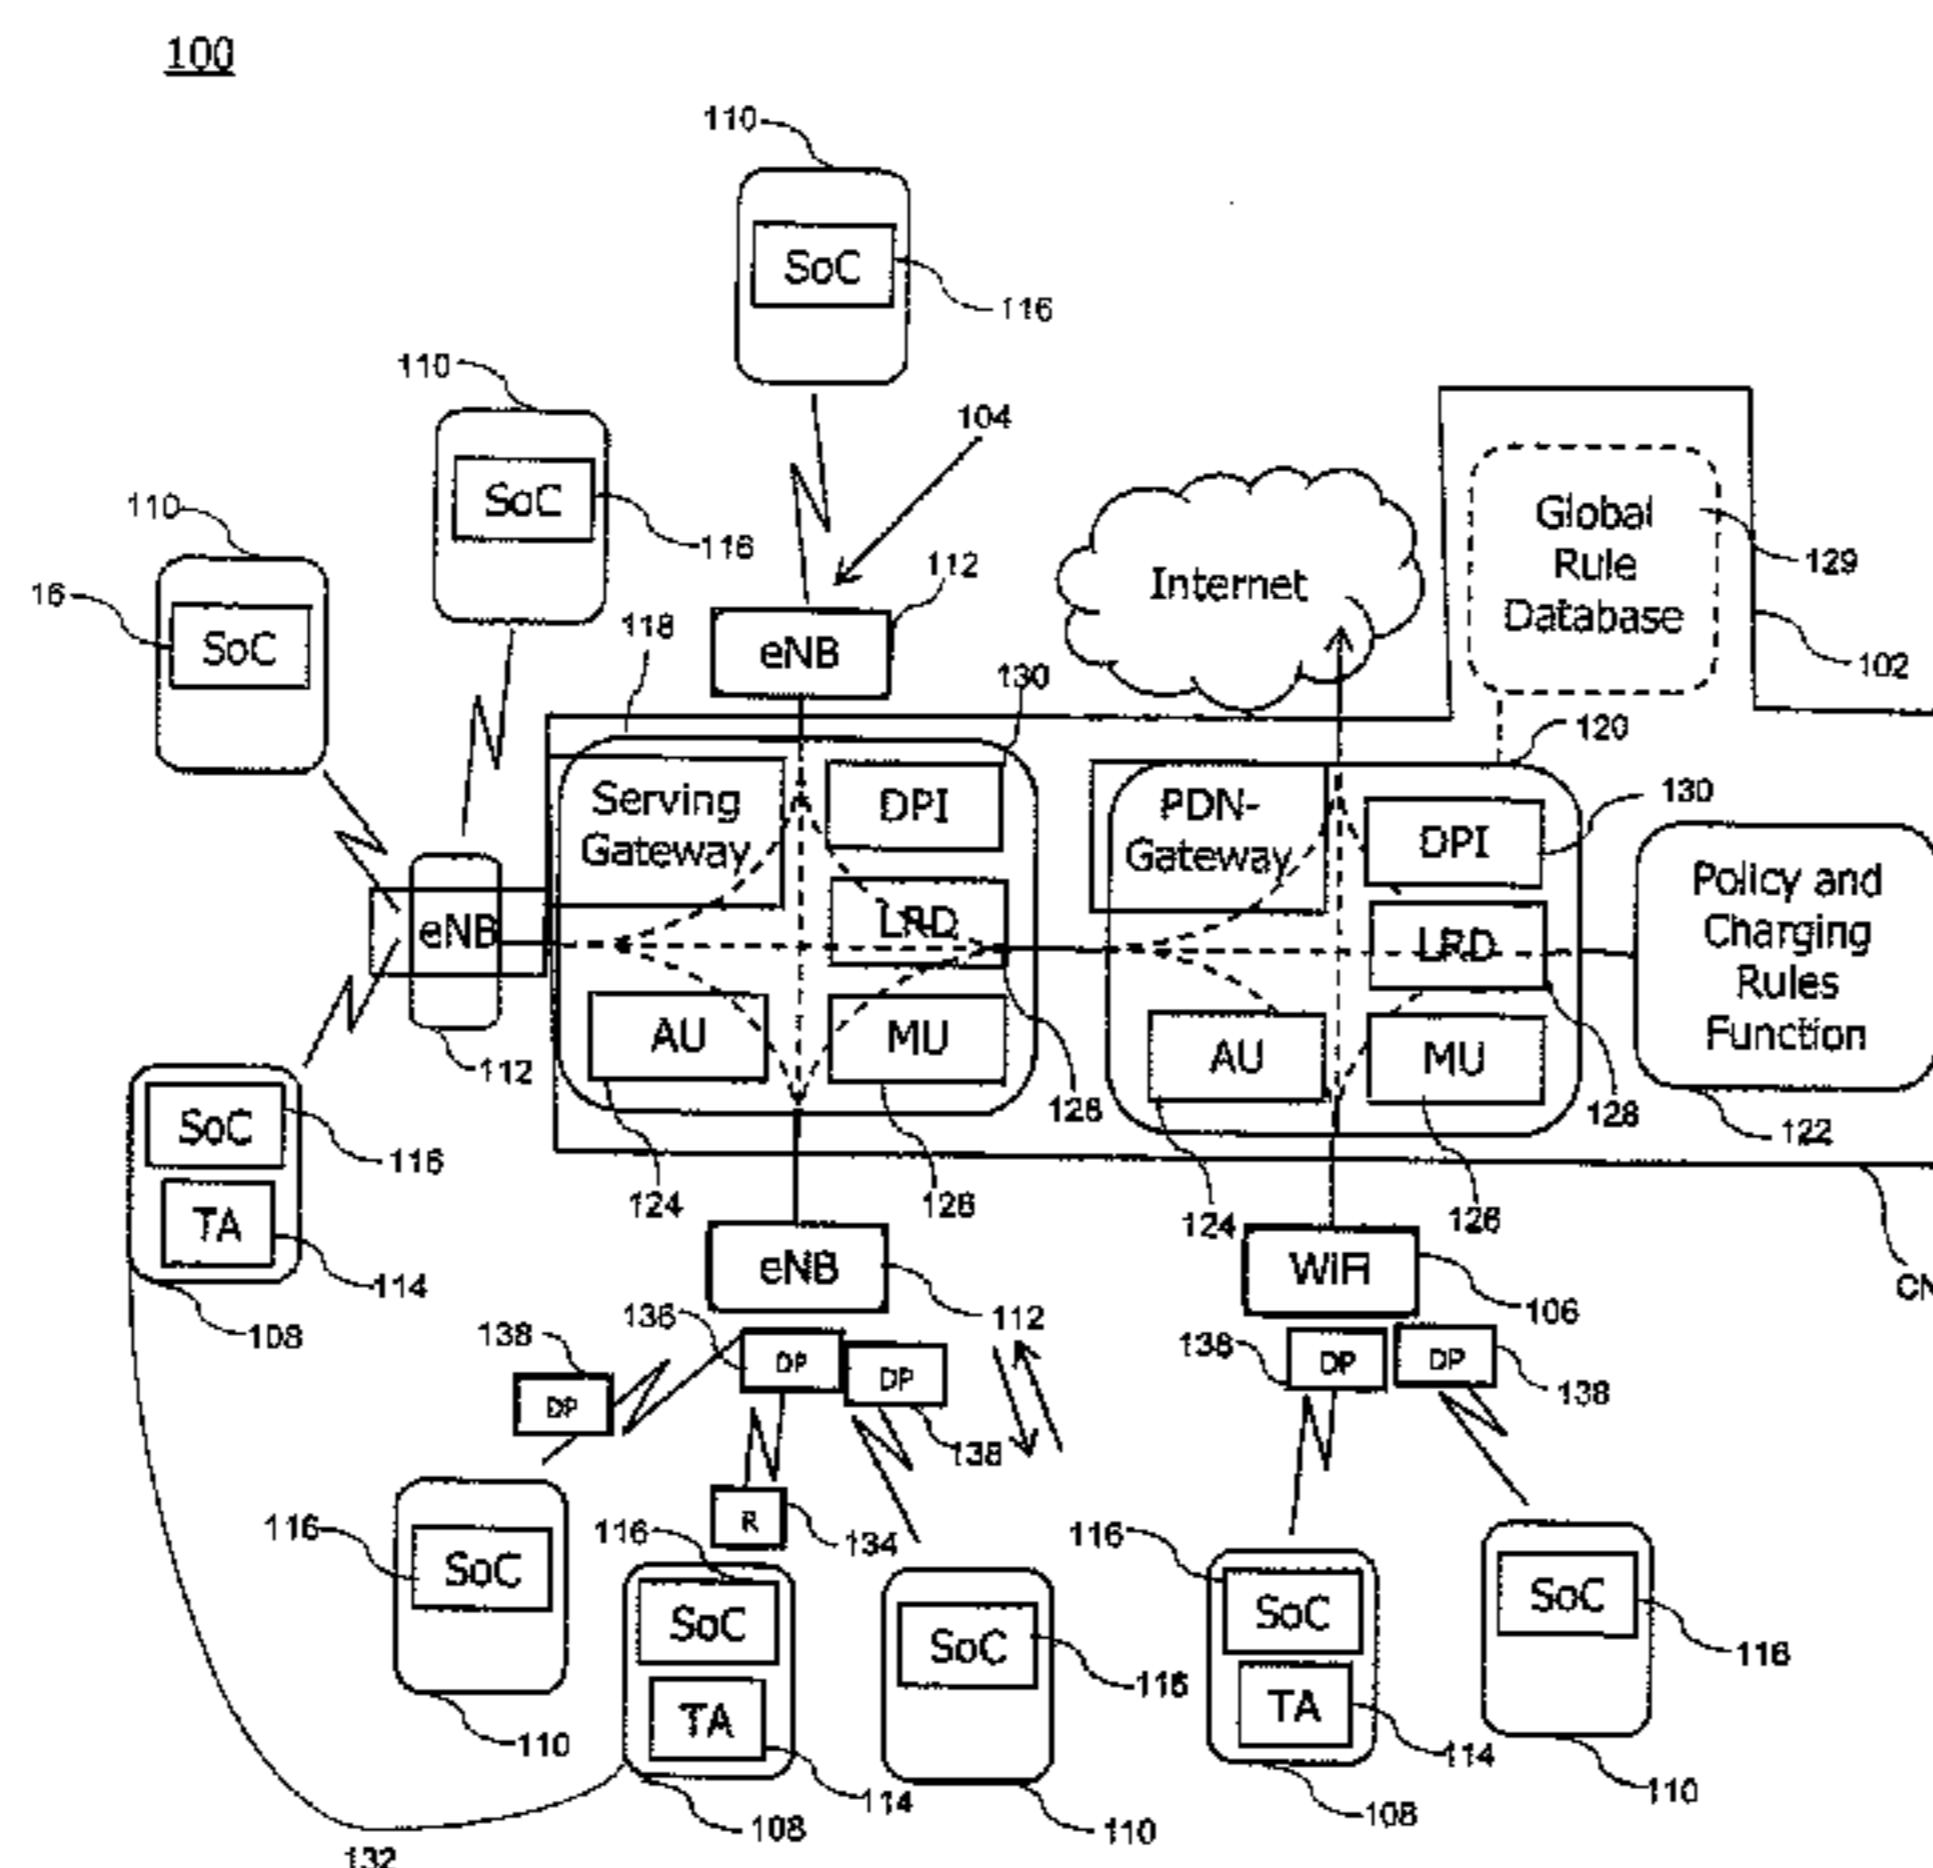 100
110
SoC
116
110
104
SoC
116
110
Global
Rule
Database
129
Internet
112
16
SoC
118
eNB
130
102
120
Serving
Gateway
DPI
PDN-
Gateway
DPI
130
eNB
LRD
LRD
Policy and
Charging
Rules
Function
AU
MU
AU
MU
112
128
128
122
SoC
116
124
126
124
126
TA
114
eNB
WiFi
CN
108
138
136
112
106
DP
DP
DP
138
DP
DP
138
138
116
SoC
R
134
116
SoC
SoC
116
116
SoC
SoC
116
TA
114
TA
114
110
108
110
108
110
132